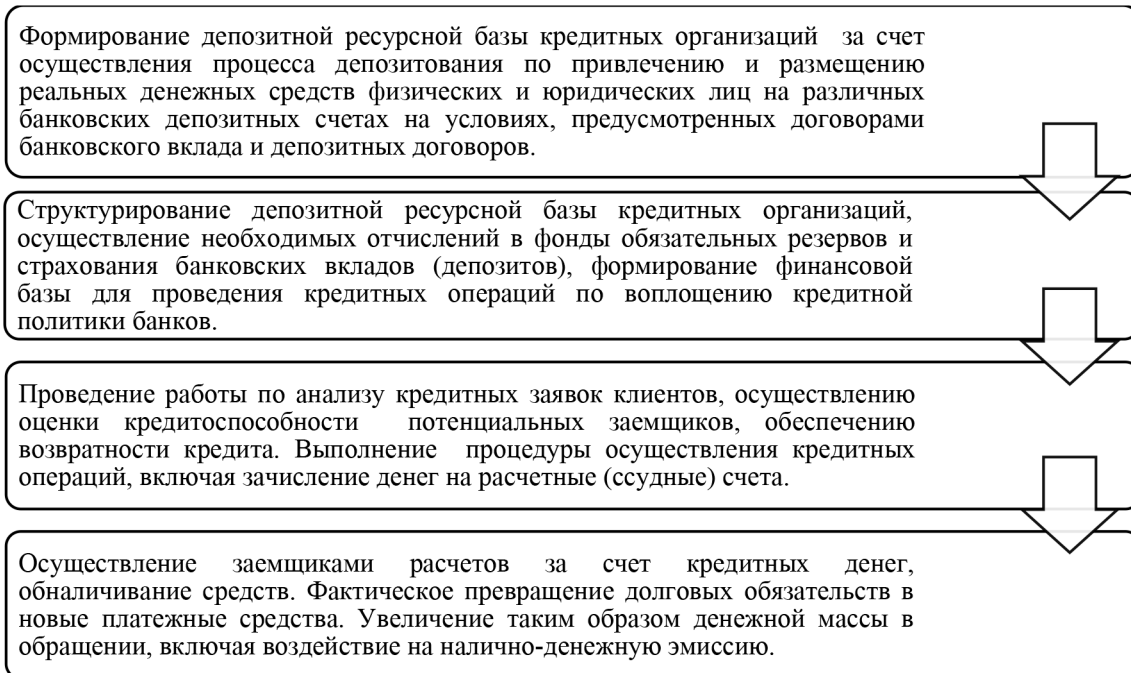 Формирование депозитной ресурсной базы кредитных организаций за счет
осуществления процесса депозитования по привлечению и размещению
реальных денежных средств физических и юридических лиц на различных
банковских депозитных счетах на условиях, предусмотренных договорами
банковского вклада и депозитных договоров.
Структурирование депозитной ресурсной базы кредитных организаций,
осуществление необходимых отчислений в фонды обязательных резервов и
страхования банковских вкладов (депозитов), формирование финансовой
базы для проведения кредитных операций по воплощению кредитной
политики банков.
Проведение работы по анализу кредитных заявок клиентов, осуществлению
оценки кредитоспособности потенциальных заемщиков, обеспечению
возвратности кредита. Выполнение процедуры осуществления кредитных
операций, включая зачисление денег на расчетные (ссудные) счета.
Осуществление заемщиками расчетов за счет кредитных денег,
обналичивание средств. Фактическое превращение долговых обязательств в
новые платежные средства. Увеличение таким образом денежной массы в
обращении, включая воздействие на налично-денежную эмиссию.